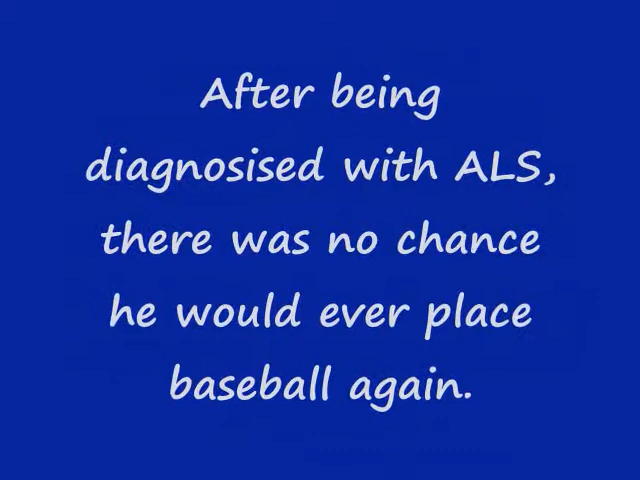 After being
diagnosised with ALS,
there was no chance
he would ever place
baseball again.